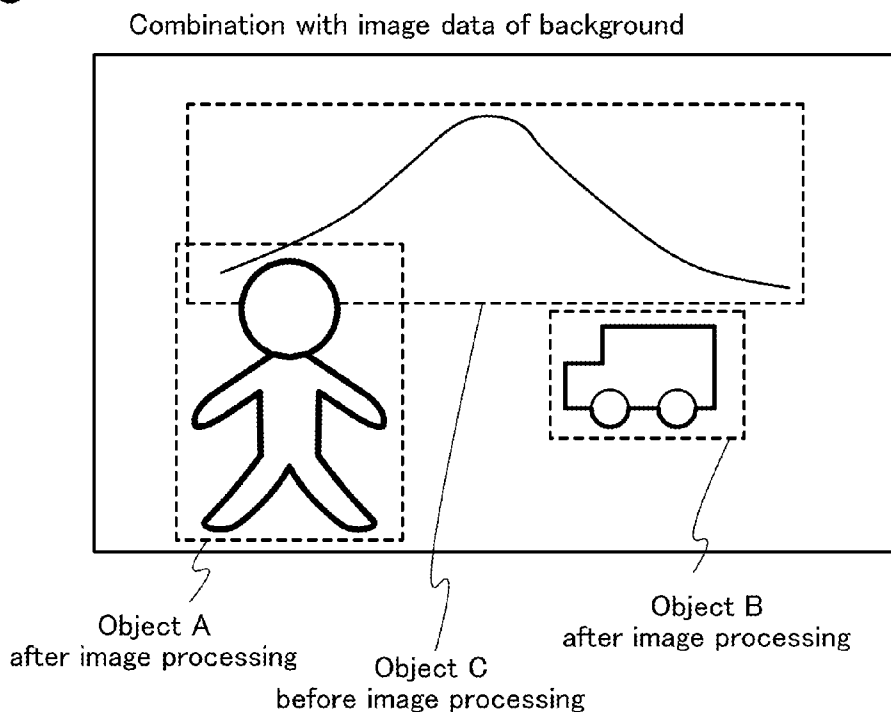 Combination with image data of background
Object A
after image processing
Object C
before image processing
Object B
after image processing